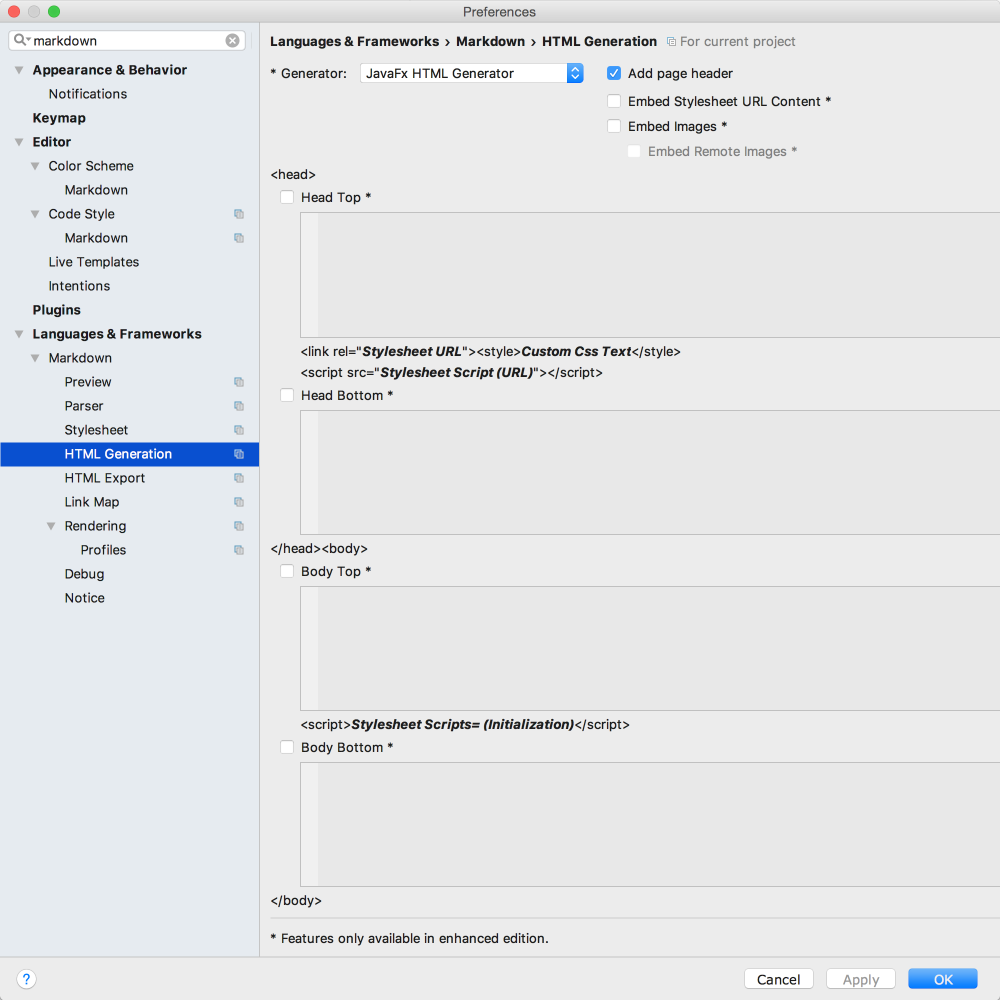 Preferences
markdown
Appearance & Behavior
Notifications
Keymap
Editor
Color Scheme
Markdown
Code Style
Markdown
Live Templates
Intentions
Plugins
Languages & Frameworks
Markdown
Preview
Parser
Stylesheet
HTML Generation
HTML Export
Link Map
Rendering
Profiles
Debug
Notice
Languages & Frameworks › Markdown › HTML Generation For current project
* Generator: JavaFx HTML Generator
Add page header
Embed Stylesheet URL Content *
Embed Images *
Embed Remote Images *
<head>
Head Top *
<link rel="Stylesheet URL"><style>Custom Css Text</style>
<script src="Stylesheet Script (URL)"></script>
Head Bottom *
</head><body>
Body Top *
<script>Stylesheet Scripts= (Initialization)</script>
Body Bottom *
</body>
* Features only available in enhanced edition.
?
Cancel
Apply
OK